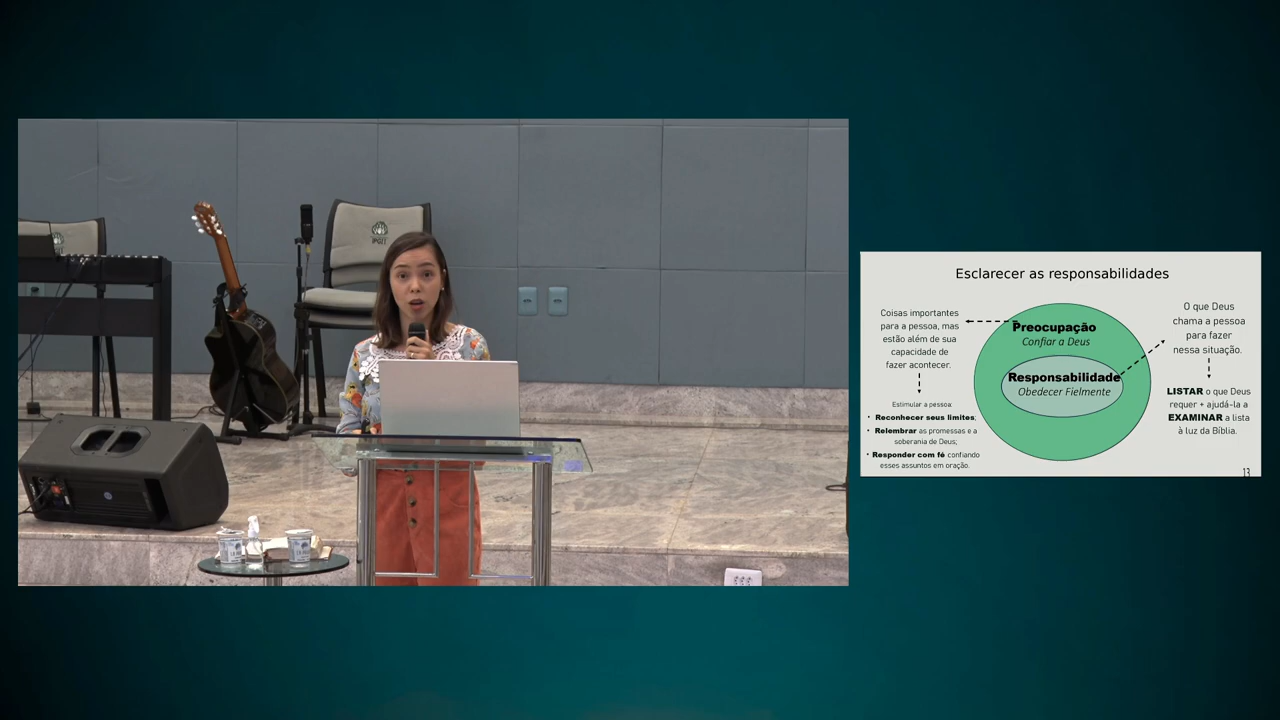 Esclarecer as responsabilidades
Coisas importantes
para a pessoa, mas
estão além de sua
capacidade de
fazer acontecer.
Estimular a pessoa:
• Reconhecer seus limites;
• Relembrar as promessas e a
soberania de Deus;
• Responder com fé confiando
esses assuntos em oração.
Preocupação
Confiar a Deus
Responsabilidade
Obedecer Fielmente
O que Deus
chama a pessoa
para fazer
nessa situação.
LISTAR o que Deus
requer + ajudá-la a
EXAMINAR a lista
à luz da Bíblia.
13